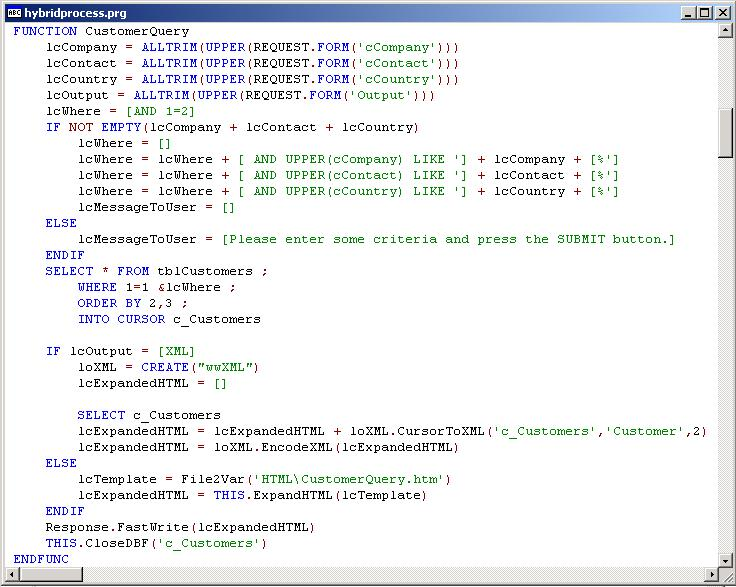 ABC hybridprocess.prg
FUNCTION CustomerQuery
    lcCompany = ALLTRIM(UPPER(REQUEST.FORM('cCompany')))
    lcContact = ALLTRIM(UPPER(REQUEST.FORM('cContact')))
    lcCountry = ALLTRIM(UPPER(REQUEST.FORM('cCountry')))
    lcOutput = ALLTRIM(UPPER(REQUEST.FORM('Output')))
    lcWhere = [AND 1=2]
    IF NOT EMPTY(lcCompany + lcContact + lcCountry)
        lcWhere = []
        lcWhere = lcWhere + [ AND UPPER(cCompany) LIKE '] + lcCompany + [%']
        lcWhere = lcWhere + [ AND UPPER(cContact) LIKE '] + lcContact + [%']
        lcWhere = lcWhere + [ AND UPPER(cCountry) LIKE '] + lcCountry + [%']
        lcMessageToUser = []
    ELSE
        lcMessageToUser = [Please enter some criteria and press the SUBMIT button.]
    ENDIF
    SELECT * FROM tblCustomers ;
        WHERE 1=1 &lcWhere ;
        ORDER BY 2,3 ;
        INTO CURSOR c_Customers

    IF lcOutput = [XML]
        loXML = CREATE("wwXML")
        lcExpandedHTML = []

        SELECT c_Customers
        lcExpandedHTML = lcExpandedHTML + loXML.CursorToXML('c_Customers','Customer',2)
        lcExpandedHTML = loXML.EncodeXML(lcExpandedHTML)
    ELSE
        lcTemplate = File2Var('HTML\CustomerQuery.htm')
        lcExpandedHTML = THIS.ExpandHTML(lcTemplate)
    ENDIF
    Response.FastWrite(lcExpandedHTML)
    THIS.CloseDBF('c_Customers')
ENDFUNC